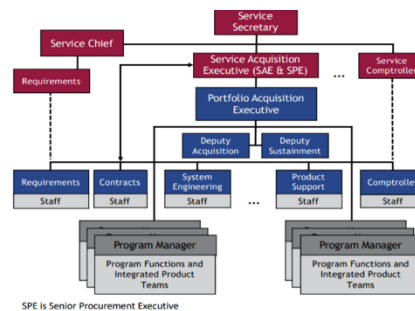 Service
Secretary
Service Chief
Service Acquisition
Executive (SAE & SPE)
...
Service
Comptroller
Requirements
Portfolio Acquisition
Executive
Deputy
Acquisition
Deputy
Sustainment
Requirements
Staff
Contracts
Staff
System
Engineering
Staff
...
Product
Support
Staff
Comptroller
Staff
Program Manager
Program Functions and
Integrated Product
Teams
Program Manager
Program Functions and
Integrated Product
Teams
SPE is Senior Procurement Executive